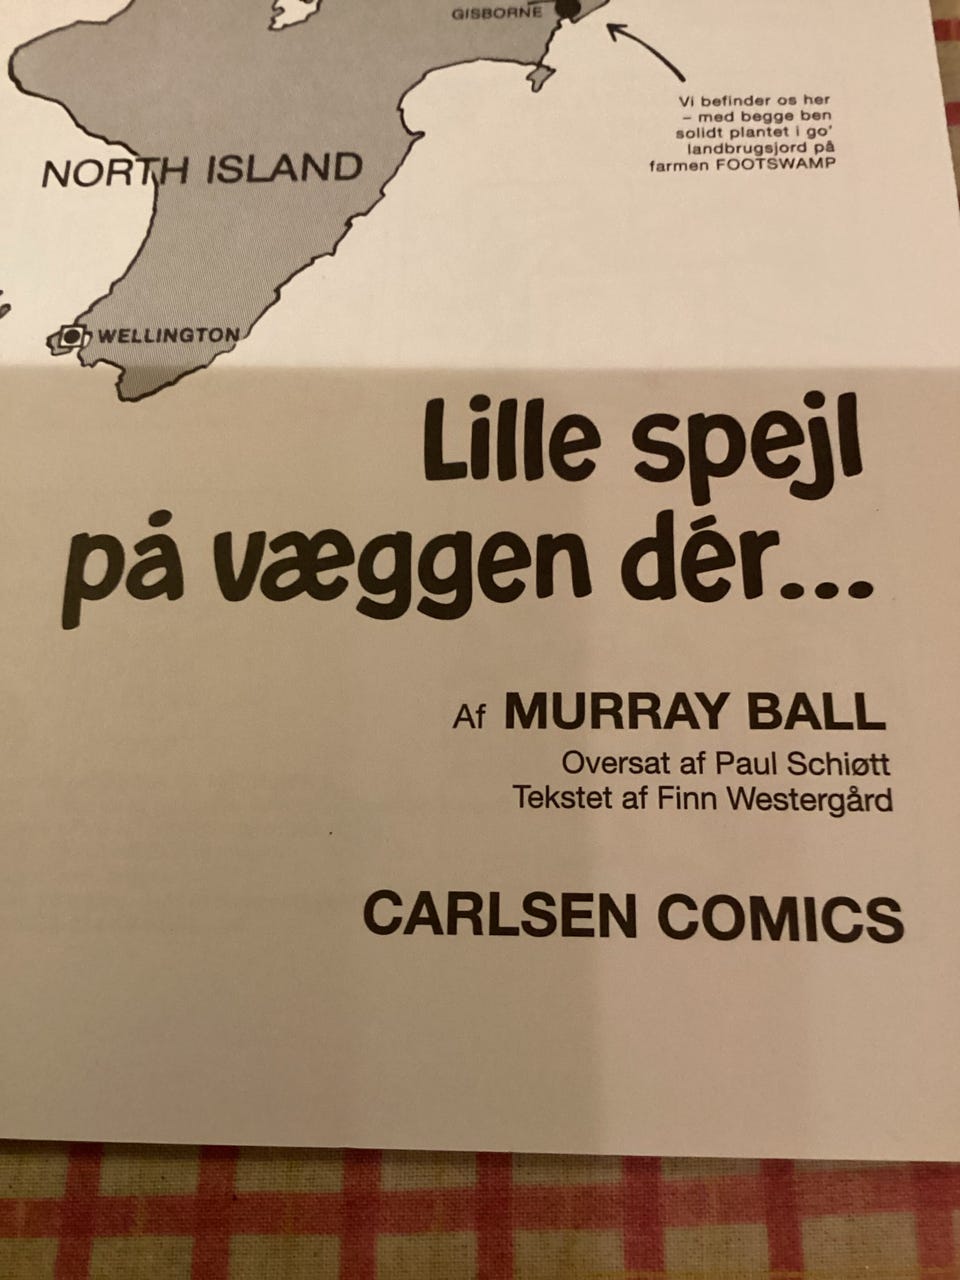 GISBORNE
Vi befinder os her
– med begge ben
solidt plantet i go'
landbrugsjord på
farmen FOOTSWAMP
NORTH ISLAND
WELLINGTON
Lille spejl
på væggen dér...
Af MURRAY BALL
Oversat af Paul Schiøtt
Tekstet af Finn Westergård
CARLSEN COMICS